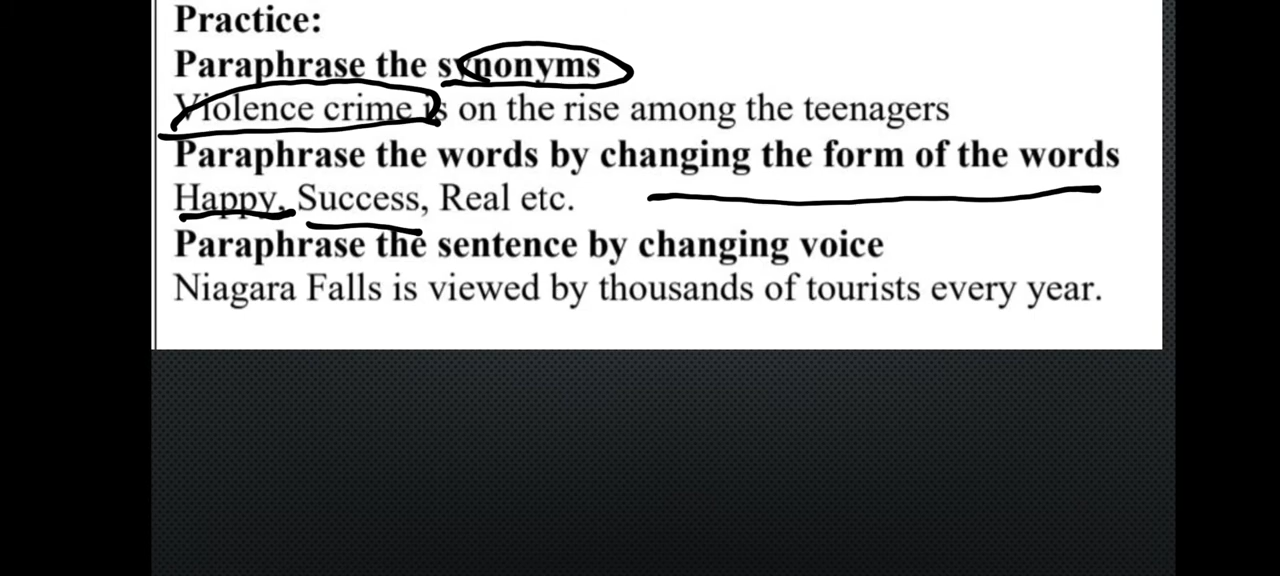 Practice:
Paraphrase the synonyms
Violence crime is on the rise among the teenagers
Paraphrase the words by changing the form of the words
Happy, Success, Real etc.
Paraphrase the sentence by changing voice
Niagara Falls is viewed by thousands of tourists every year.